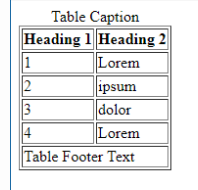 Table Caption
Heading 1 Heading 2
1 Lorem
2 ipsum
3 dolor
4 Lorem
Table Footer Text